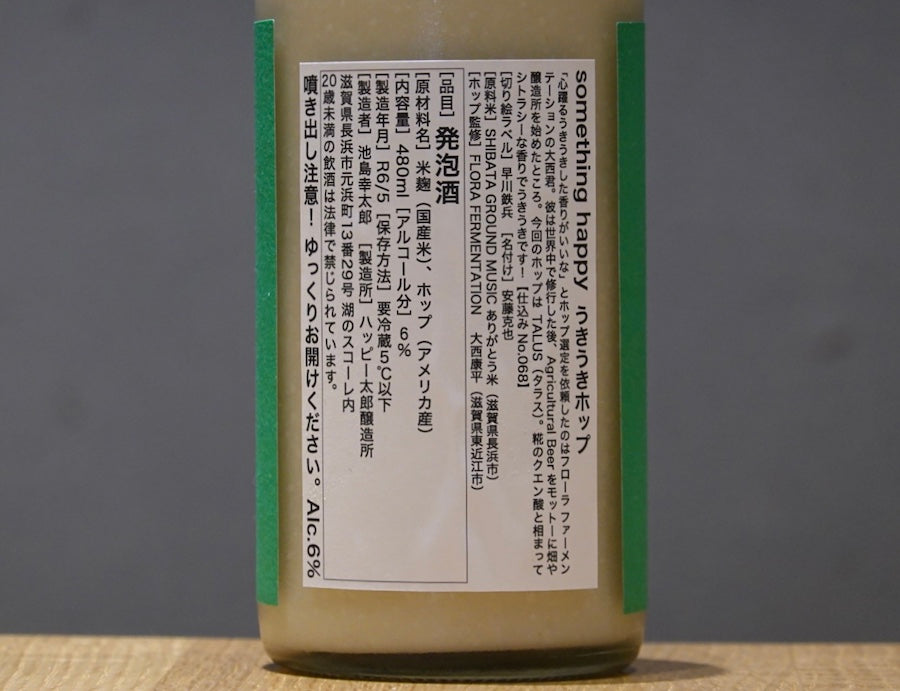 something happy うきうきホップ
「心躍るうきうきした香りがいいな」とホップ選定を依頼したのはフローラ ファーメン
テーションの大西君。彼は世界中で修行した後、Agricultural Beer をモットーに畑や
醸造所を始めたところ。今回のホップは TALUS（タラス）。糀のクエン酸と相まって
シトラシーな香りでうきうきです！【仕込み No.068】
［切り絵ラベル］早川鉄兵　［名付け］安藤克也
［原料米］SHIBATA GROUND MUSIC ありがとう米（滋賀県長浜市）
［ホップ監修］FLORA FERMENTATION　大西康平（滋賀県東近江市）
［品目］発泡酒
［原材料名］米麹（国産米）、ホップ（アメリカ産）
［内容量］480ml［アルコール分］6%
［製造年月］R6/5［保存方法］要冷蔵5℃以下
［製造者］池島幸太郎　［製造所］ハッピー太郎醸造所
滋賀県長浜市元浜町13番29号 湖のスコーレ内
20歳未満の飲酒は法律で禁じられています。
噴き出し注意！ ゆっくりお開けください。 Alc.6%